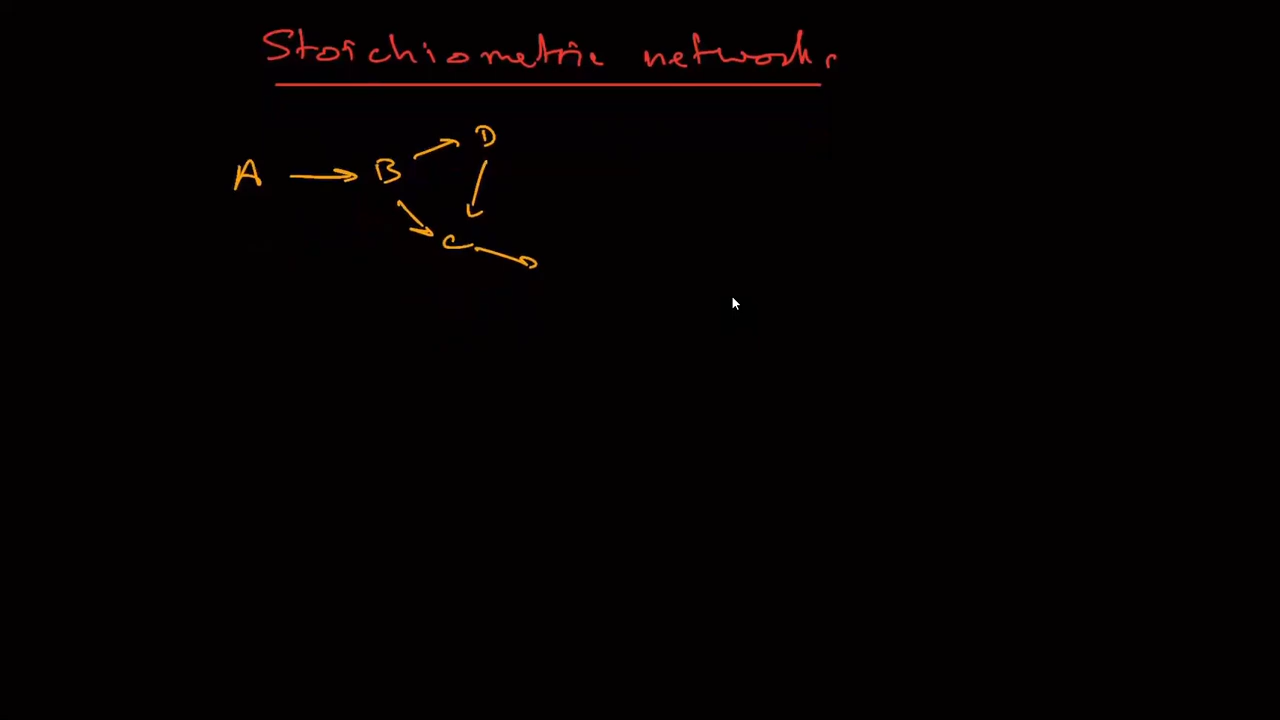 Stoichiometric networks
D
A → B
C →